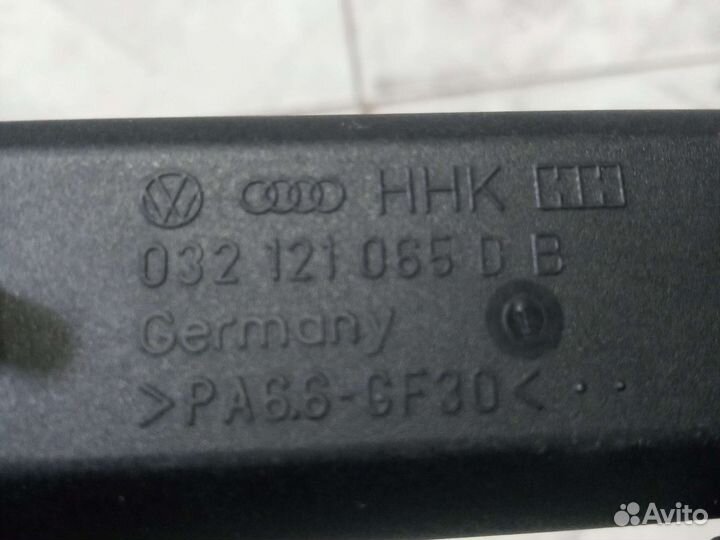 HHK
032 121 065 D B
Germany
>PA6.6-GF30<
Avito